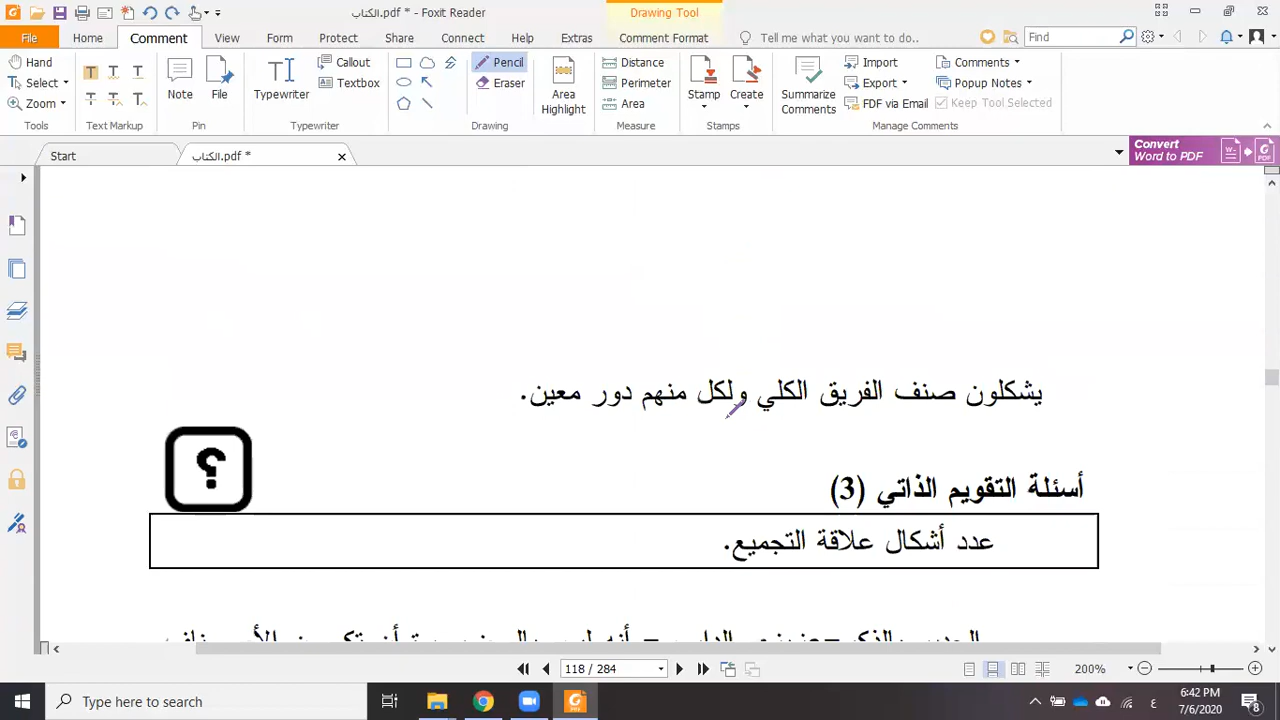 الكتاب.pdf * - Foxit Reader
Drawing Tool
File Home Comment View Form Protect Share Connect Help Extras Comment Format Tell me what you want to do.. Find
Hand
Select
Zoom
Tools
Text Markup
Note
File
Pin
Typewriter
Callout
Textbox
Typewriter
Pencil
Eraser
Drawing
Area Highlight
Distance
Perimeter
Area
Measure
Stamp
Create
Stamps
Summarize Comments
Import
Export
FDF via Email
Comments
Popup Notes
Keep Tool Selected
Manage Comments
Start
الكتاب.pdf *
Convert
Word to PDF
يشكلون صنف الفريق الكلي ولكل منهم دور معين.
؟
أسئلة التقويم الذاتي (3)
عدد أشكال علاقة التجميع.
118 / 284
200%
Type here to search
ع
6:42 PM
7/6/2020
8